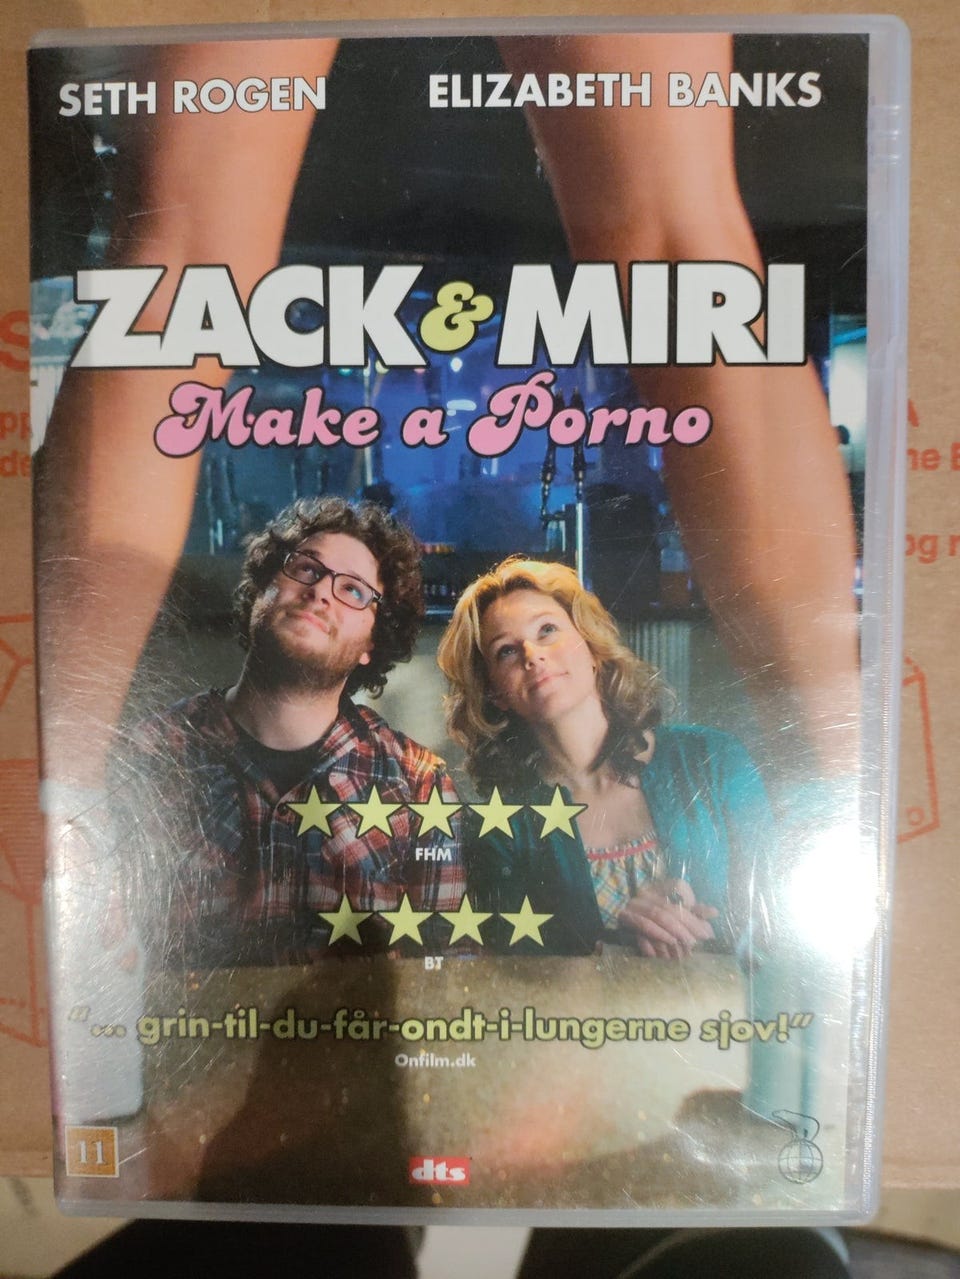 SETH ROGEN ELIZABETH BANKS
ZACK & MIRI
Make a Porno
FHM
BT
"... grin-til-du-får-ondt-i-lungerne sjov!"
Onfilm.dk
11
dts